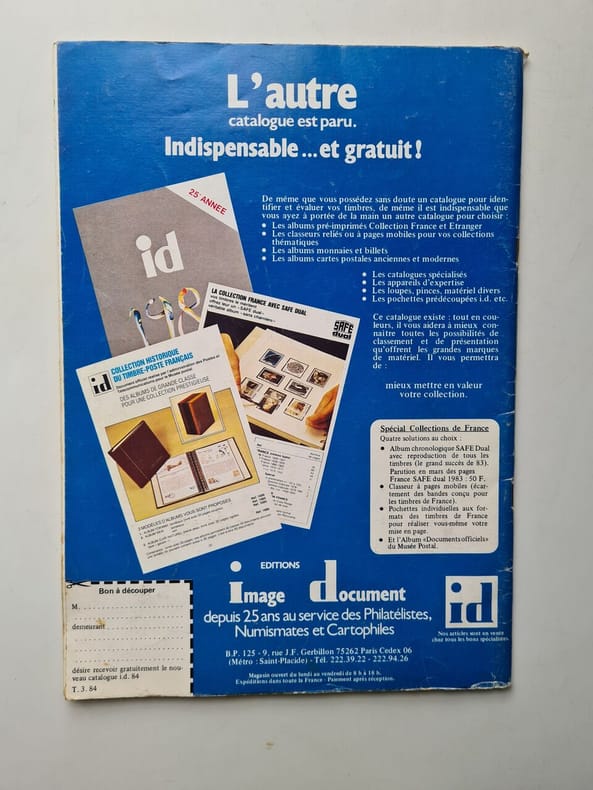 L'autre
catalogue est paru.
Indispensable ... et gratuit !
25e ANNEE
id
De même que vous possédez sans doute un catalogue pour iden-
tifier et évaluer vos timbres, de même il est indispensable que
vous ayez à portée de la main un autre catalogue pour choisir :
● Les albums pré-imprimés Collection France et Etranger
● Les classeurs reliés ou à pages mobiles pour vos collections
thématiques
● Les albums monnaies et billets
● Les albums cartes postales anciennes et modernes
● Les catalogues spécialisés
● Les appareils d'expertise
● Les loupes, pinces, matériel divers
● Les pochettes prédécoupées i.d. etc.
Ce catalogue existe : tout en cou-
leurs, il vous aidera à mieux con-
naitre toutes les possibilités de
classement et de présentation
qu'offrent les grandes marques
de matériel. Il vous permettra
de :
mieux mettre en valeur
votre collection.
LA COLLECTION FRANCE AVEC SAFE DUAL
SAFE
dual
id
COLLECTION HISTORIQUE
DU TIMBRE-POSTE FRANÇAIS
DES ALBUMS DE GRANDE CLASSE
POUR UNE COLLECTION PRESTIGIEUSE
3 MODÈLES D'ALBUMS VOUS SONT PROPOSÉS
Spécial Collections de France
Quatre solutions au choix :
● Album chronologique SAFE Dual
avec reproduction de tous les
timbres (le grand succès de 83).
Parution en mars des pages
France SAFE dual 1983 : 50 F.
● Classeur à pages mobiles (écar-
tement des bandes conçu pour
les timbres de France).
● Pochettes individuelles aux for-
mats des timbres de France
pour réaliser vous-même votre
mise en page.
● Et l'Album «Documents officiels»
du Musée Postal.
EDITIONS
image document
depuis 25 ans au service des Philatélistes,
Numismates et Cartophiles
B.P. 125 - 9, rue J.F. Gerbillon 75262 Paris Cedex 06
(Métro : Saint-Placide) - Tél. 222.39.22 - 222.94.26
Magasin ouvert du lundi au vendredi de 8 h à 18 h.
Expéditions dans toute la France - Paiement après réception.
id
Nos articles sont en vente
chez tous les bons spécialistes.
Bon à découper
M.
demeurant
désire recevoir gratuitement le nou-
veau catalogue i.d. 84
T. 3. 84